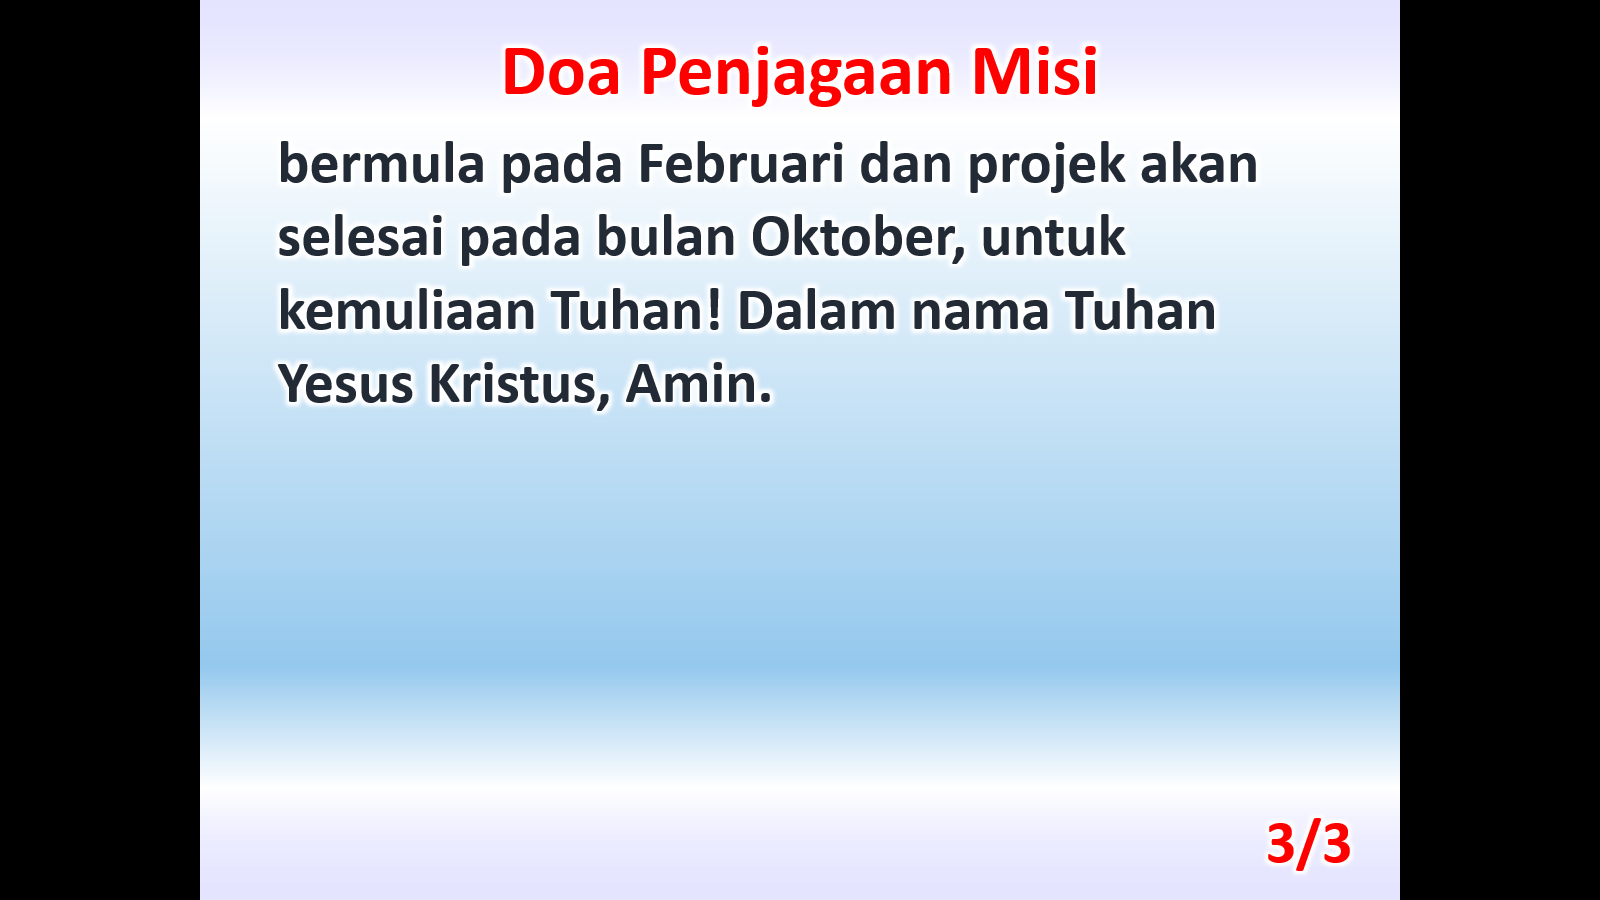 Doa Penjagaan Misi
bermula pada Februari dan projek akan
selesai pada bulan Oktober, untuk
kemuliaan Tuhan! Dalam nama Tuhan
Yesus Kristus, Amin.
3/3